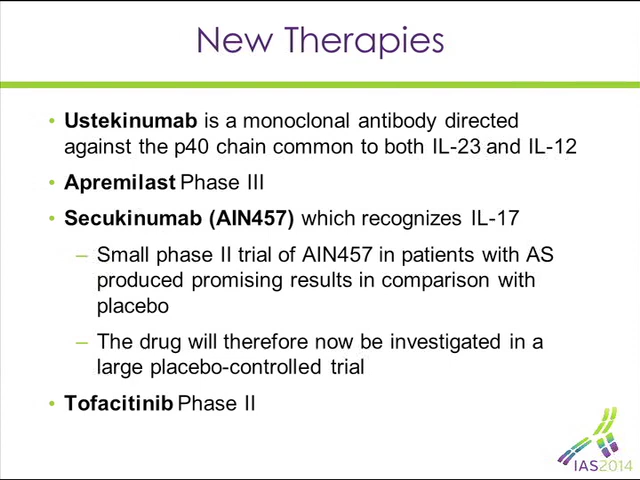 New Therapies
• Ustekinumab is a monoclonal antibody directed
against the p40 chain common to both IL-23 and IL-12
• Apremilast Phase III
• Secukinumab (AIN457) which recognizes IL-17
– Small phase II trial of AIN457 in patients with AS
produced promising results in comparison with
placebo
– The drug will therefore now be investigated in a
large placebo-controlled trial
• Tofacitinib Phase II
IAS2014